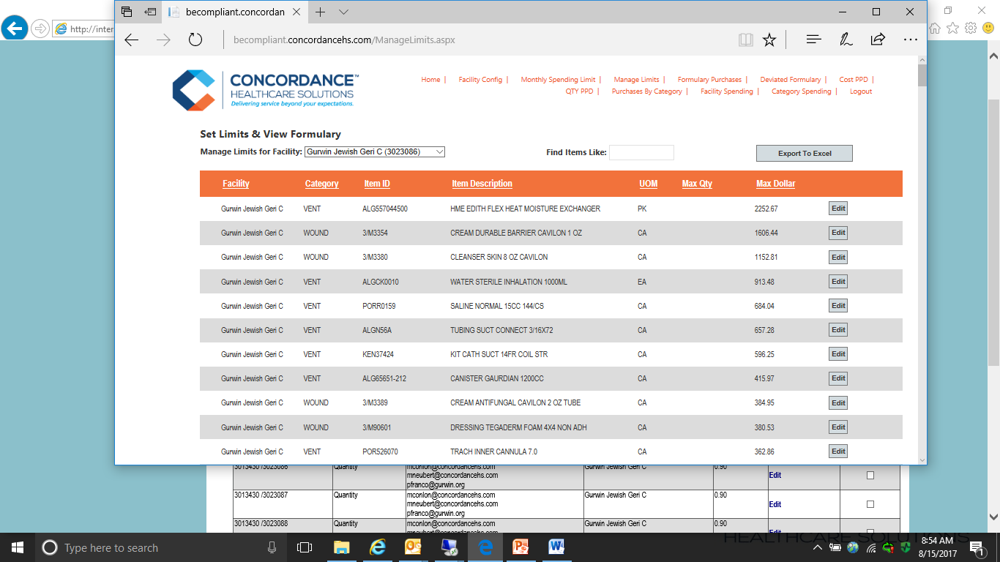 becompliant.concordan
http://inter
becompliant.concordancehs.com/ManageLimits.aspx
CONCORDANCE™
HEALTHCARE SOLUTIONS
Delivering service beyond your expectations.
Home | Facility Config | Monthly Spending Limit | Manage Limits | Formulary Purchases | Deviated Formulary | Cost PPD |
QTY PPD | Purchases By Category | Facility Spending | Category Spending | Logout
Set Limits & View Formulary
Manage Limits for Facility: Gurwin Jewish Geri C (3023086) Find Items Like: Export To Excel
Facility Category Item ID Item Description UOM Max Qty Max Dollar
Gurwin Jewish Geri C VENT ALG557044500 HME EDITH FLEX HEAT MOISTURE EXCHANGER PK 2252.67 Edit
Gurwin Jewish Geri C WOUND 3/M3354 CREAM DURABLE BARRIER CAVILON 1 OZ CA 1606.44 Edit
Gurwin Jewish Geri C WOUND 3/M3380 CLEANSER SKIN 8 OZ CAVILON CA 1152.81 Edit
Gurwin Jewish Geri C VENT ALGCK0010 WATER STERILE INHALATION 1000ML EA 913.48 Edit
Gurwin Jewish Geri C VENT PORR0159 SALINE NORMAL 15CC 144/CS CA 684.04 Edit
Gurwin Jewish Geri C VENT ALGN56A TUBING SUCT CONNECT 3/16X72 CA 657.28 Edit
Gurwin Jewish Geri C VENT KEN37424 KIT CATH SUCT 14FR COIL STR CA 596.25 Edit
Gurwin Jewish Geri C VENT ALG65651-212 CANISTER GAURDIAN 1200CC CA 415.97 Edit
Gurwin Jewish Geri C WOUND 3/M3389 CREAM ANTIFUNGAL CAVILON 2 OZ TUBE CA 384.95 Edit
Gurwin Jewish Geri C WOUND 3/M90601 DRESSING TEGADERM FOAM 4X4 NON ADH CA 380.53 Edit
Gurwin Jewish Geri C VENT POR526070 TRACH INNER CANNULA 7.0 CA 362.86 Edit
3013430 /3023086 Quantity mconlon@concordancehs.com Gurwin Jewish Geri C 0.90
mneubert@concordancehs.com Edit
pfranco@gurwin.org
3013430 /3023087 Quantity mconlon@concordancehs.com Gurwin Jewish Geri C 0.90
mneubert@concordancehs.com Edit
pfranco@gurwin.org
3013430 /3023088 Quantity mconlon@concordancehs.com Gurwin Jewish Geri C 0.90
mneubert@concordancehs.com Edit
HEALTHCARE SOLUTIONS
Type here to search
8:54 AM
8/15/2017
1